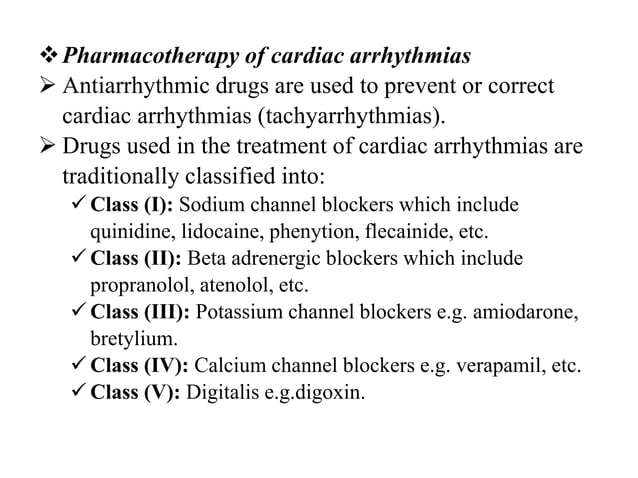 ❖ Pharmacotherapy of cardiac arrhythmias
➢ Antiarrhythmic drugs are used to prevent or correct
cardiac arrhythmias (tachyarrhythmias).
➢ Drugs used in the treatment of cardiac arrhythmias are
traditionally classified into:
✓ Class (I): Sodium channel blockers which include
quinidine, lidocaine, phenytion, flecainide, etc.
✓ Class (II): Beta adrenergic blockers which include
propranolol, atenolol, etc.
✓ Class (III): Potassium channel blockers e.g. amiodarone,
bretylium.
✓ Class (IV): Calcium channel blockers e.g. verapamil, etc.
✓ Class (V): Digitalis e.g.digoxin.